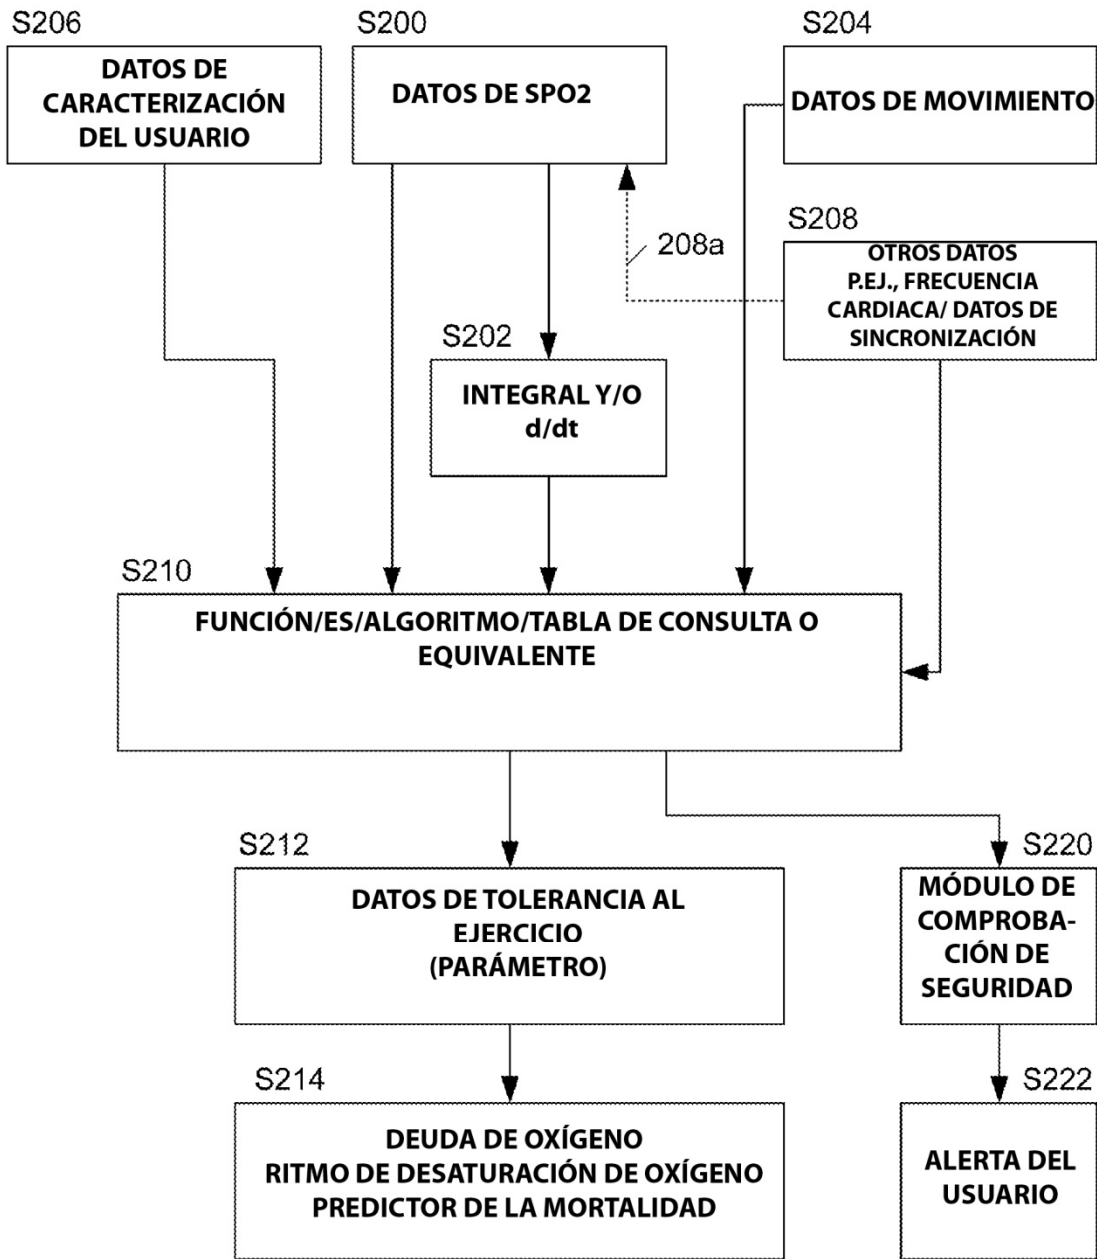 S206
DATOS DE
CARACTERIZACIÓN
DEL USUARIO
S200
DATOS DE SPO2
S204
DATOS DE MOVIMIENTO
208a
S208
OTROS DATOS
P.EJ., FRECUENCIA
CARDIACA/ DATOS DE
SINCRONIZACIÓN
S202
INTEGRAL Y/O
d/dt
S210
FUNCIÓN/ES/ALGORITMO/TABLA DE CONSULTA O
EQUIVALENTE
S212
DATOS DE TOLERANCIA AL
EJERCICIO
(PARÁMETRO)
S220
MÓDULO DE
COMPROBA-
CIÓN DE
SEGURIDAD
S214
DEUDA DE OXÍGENO
RITMO DE DESATURACIÓN DE OXÍGENO
PREDICTOR DE LA MORTALIDAD
S222
ALERTA DEL
USUARIO